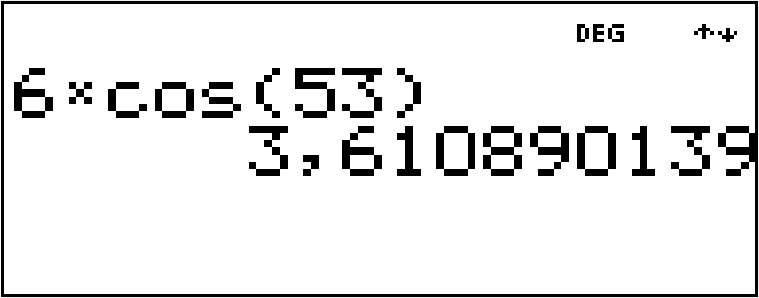 DEG ↑↓
6×cos(53)
3,610890139